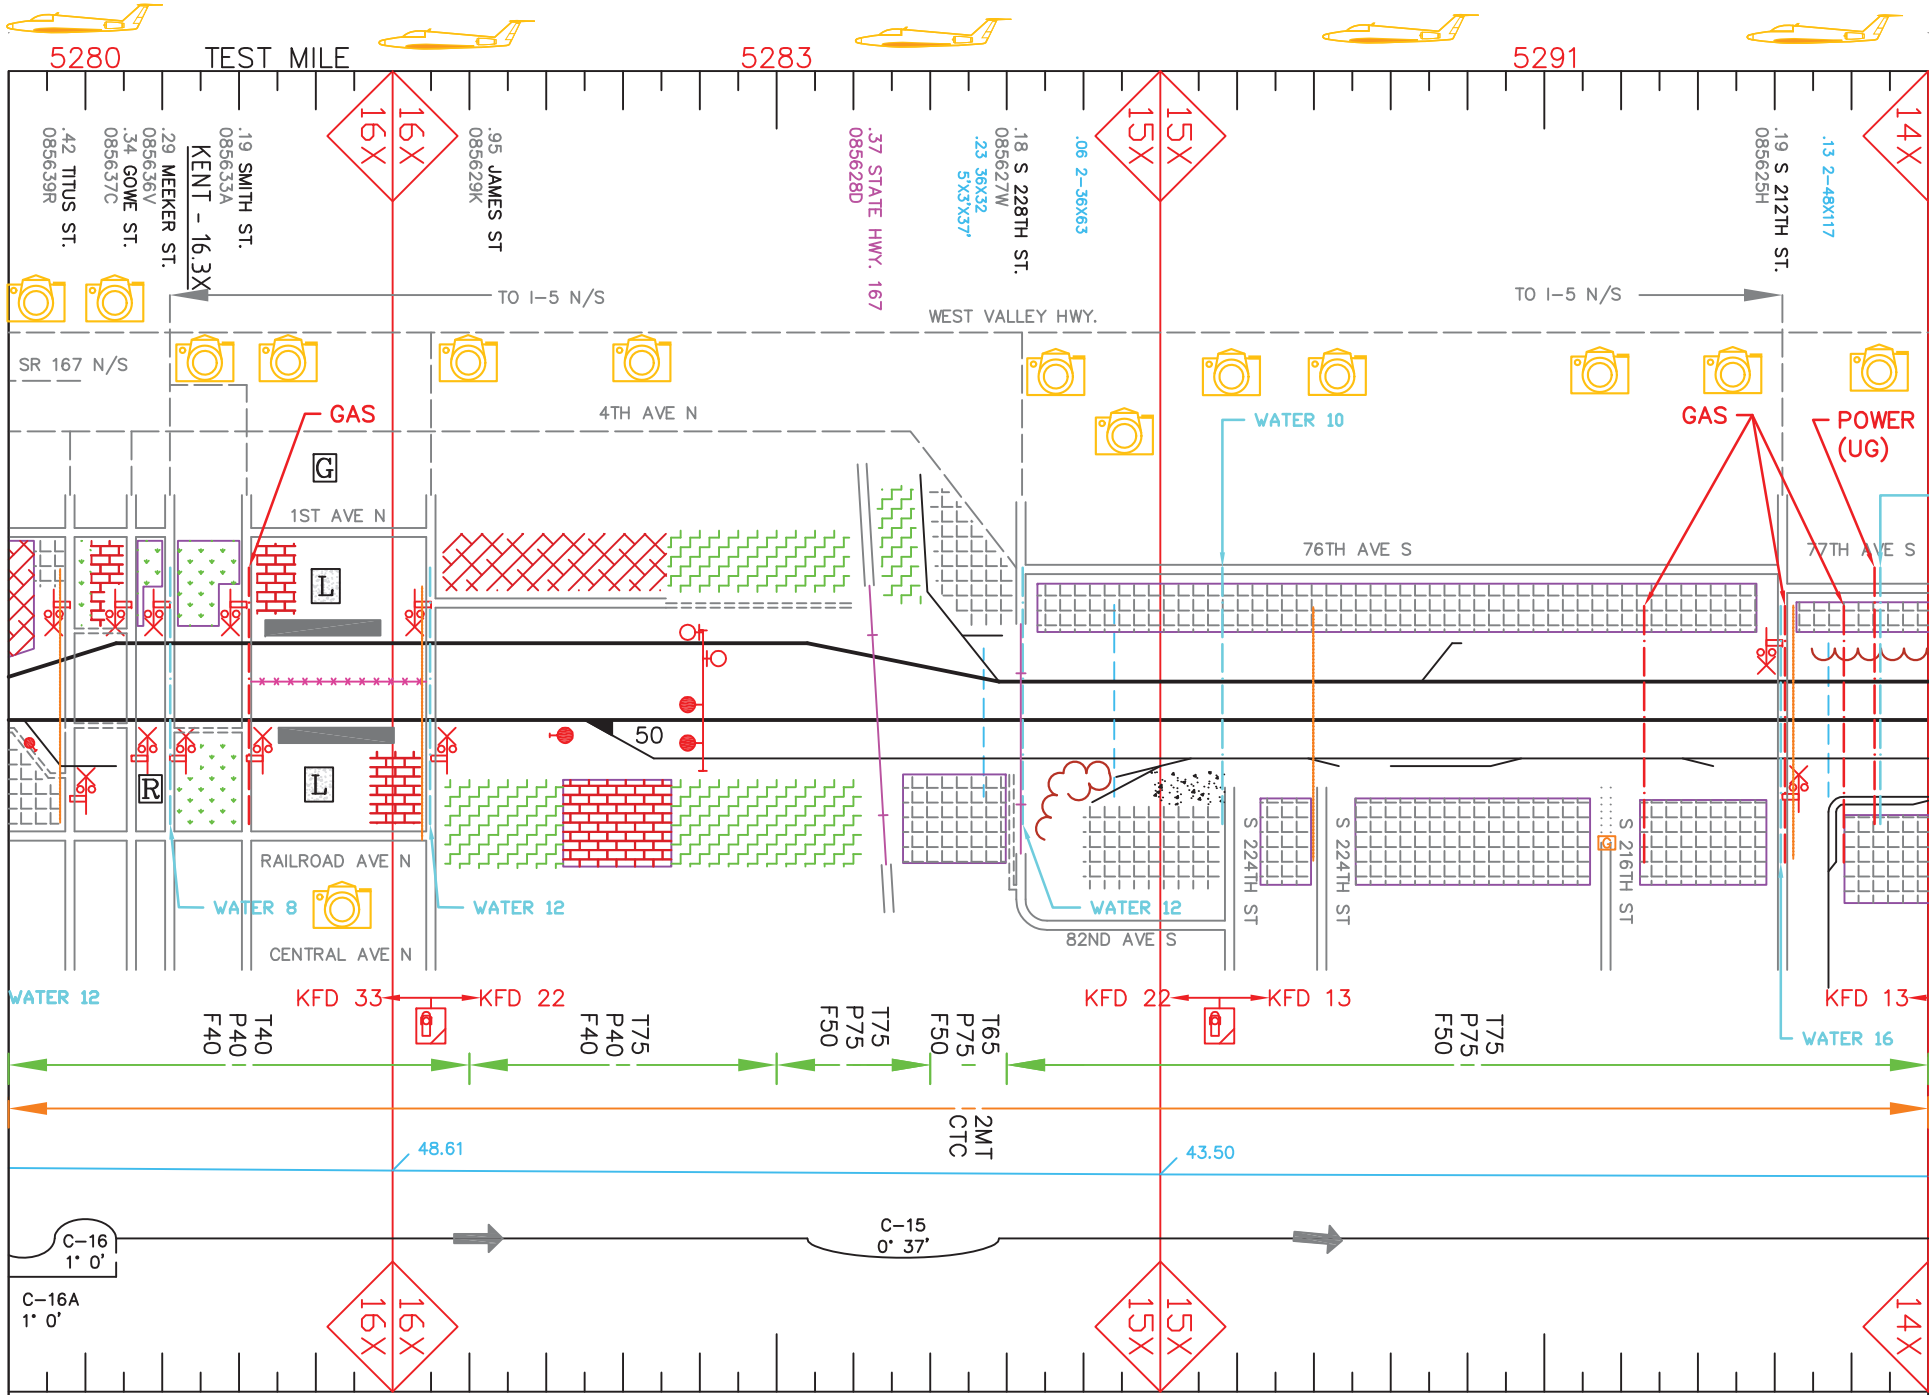 5280
TEST MILE
5283
5291
16X
16X
15X
15X
14X
.42 TITUS ST.
085639R
.34 GOWE ST.
085637C
.29 MEEKER ST.
085636V
KENT - 16.3X
.19 SMITH ST.
085633A
.95 JAMES ST
085629K
.37 STATE HWY. 167
085628D
.23 36X32
5'X3'X37'
.18 S 228TH ST.
085627W
.06 2-36X63
.19 S 212TH ST.
085625H
.13 2-48X117
TO I-5 N/S
TO I-5 N/S
WEST VALLEY HWY.
SR 167 N/S
4TH AVE N
GAS
WATER 10
GAS
POWER
(UG)
G
1ST AVE N
76TH AVE S
77TH AVE S
L
50
R
L
S 224TH ST
S 224TH ST
S 216TH ST
G
RAILROAD AVE N
WATER 8
WATER 12
WATER 12
82ND AVE S
CENTRAL AVE N
WATER 12
KFD 33
KFD 22
KFD 22
KFD 13
KFD 13
WATER 16
T40
P40
F40
T75
P40
F40
T75
P75
F50
T65
P75
F50
T75
P75
F50
2MT
CTC
48.61
43.50
C-16
1° 0'
C-15
0° 37'
C-16A
1° 0'
16X
16X
15X
15X
14X